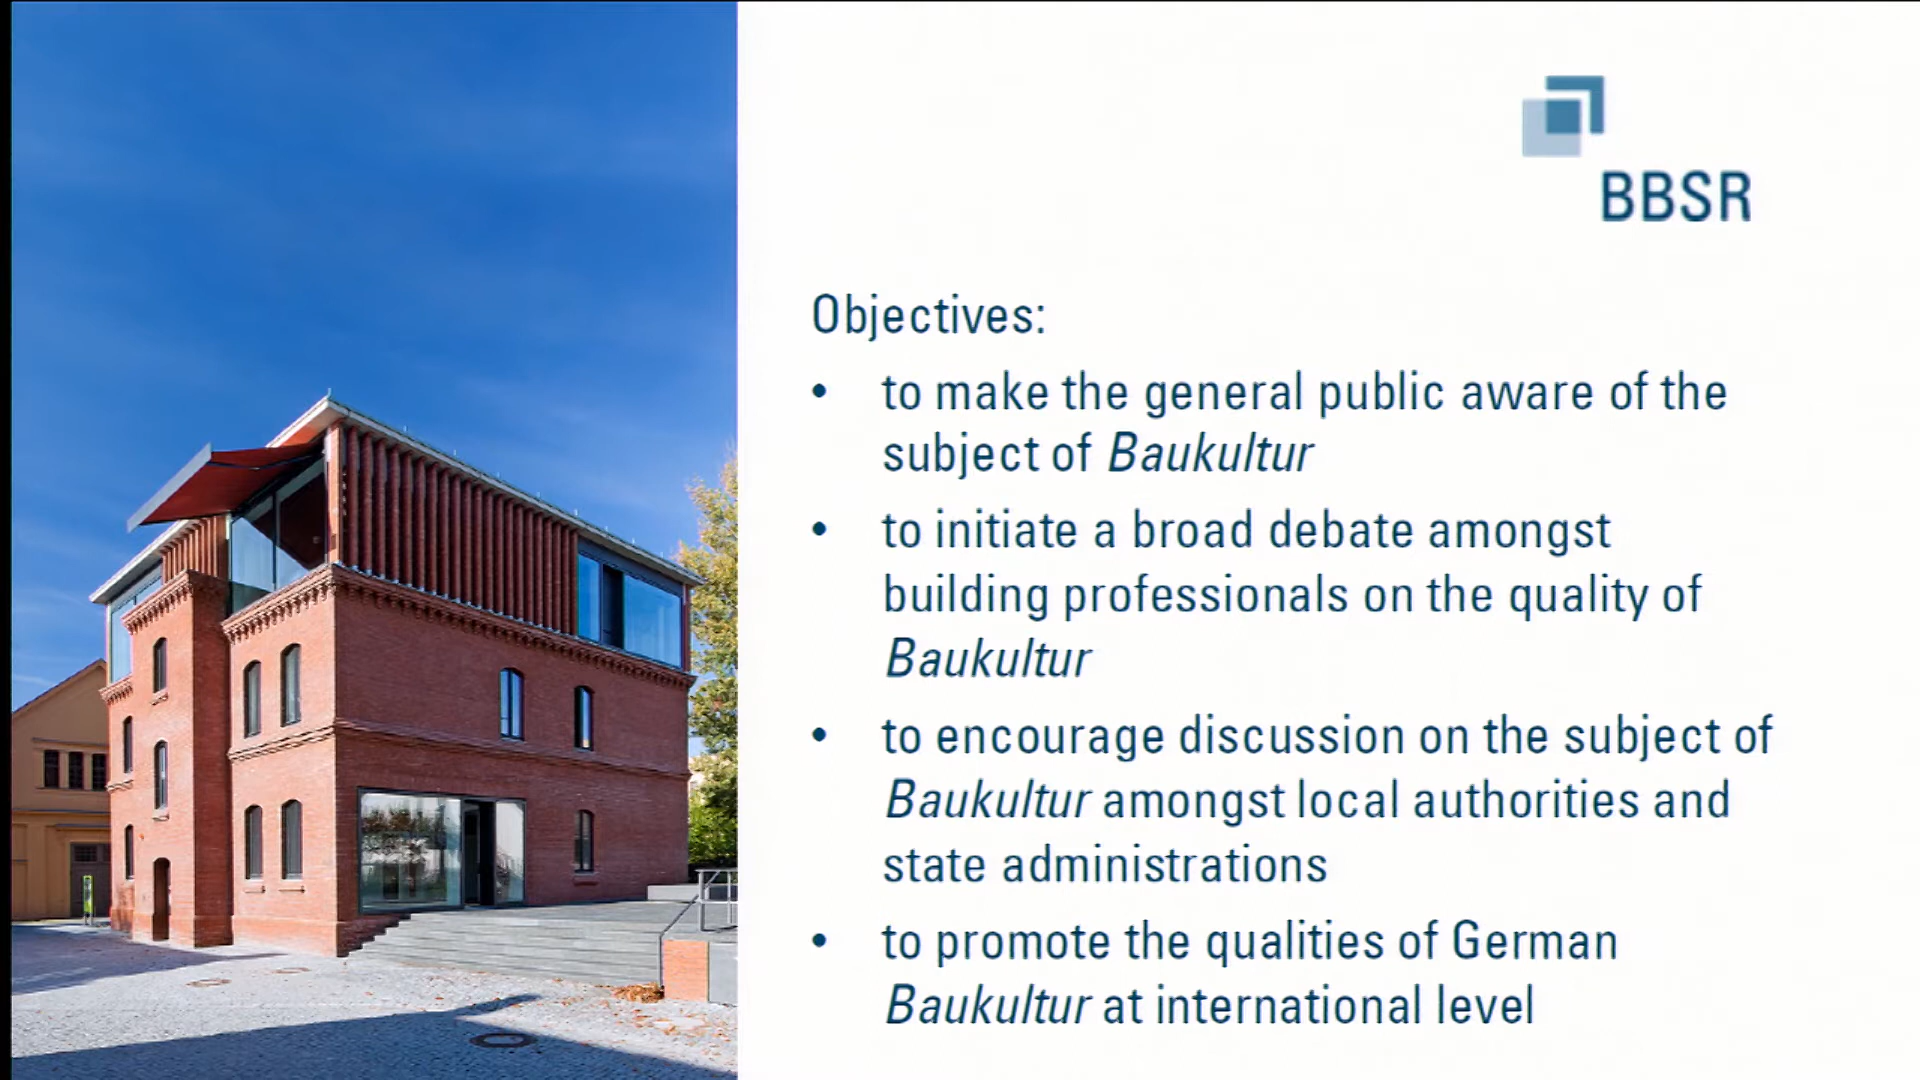 BBSR
Objectives:
• to make the general public aware of the
subject of Baukultur
• to initiate a broad debate amongst
building professionals on the quality of
Baukultur
• to encourage discussion on the subject of
Baukultur amongst local authorities and
state administrations
• to promote the qualities of German
Baukultur at international level